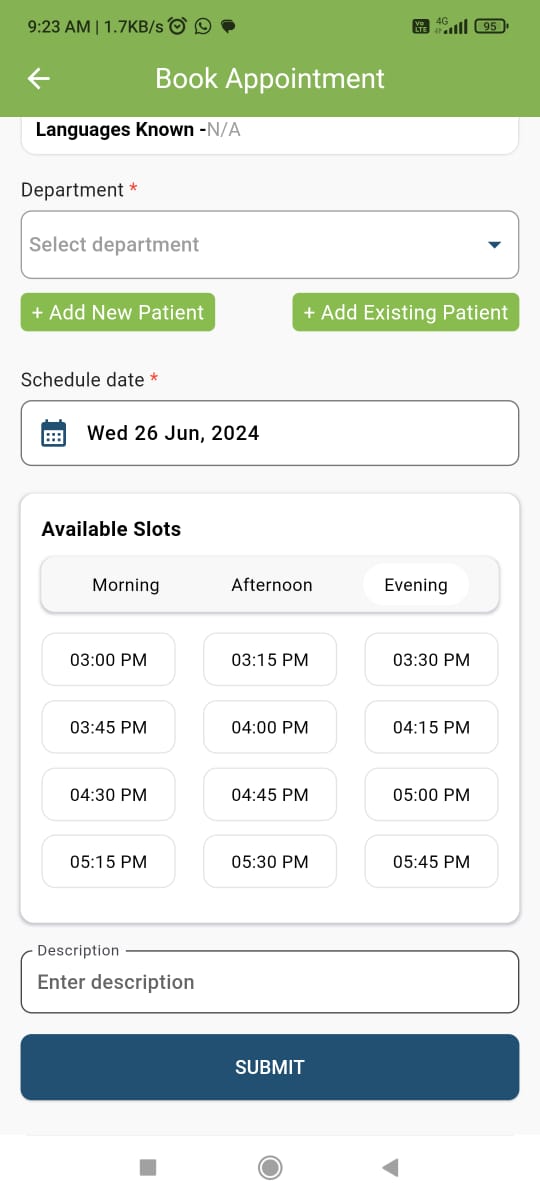 9:23 AM | 1.7KB/s
Vo LTE 4G 95
Book Appointment
Languages Known -N/A
Department *
Select department
+ Add New Patient + Add Existing Patient
Schedule date *
Wed 26 Jun, 2024
Available Slots
Morning Afternoon Evening
03:00 PM 03:15 PM 03:30 PM
03:45 PM 04:00 PM 04:15 PM
04:30 PM 04:45 PM 05:00 PM
05:15 PM 05:30 PM 05:45 PM
Description
Enter description
SUBMIT